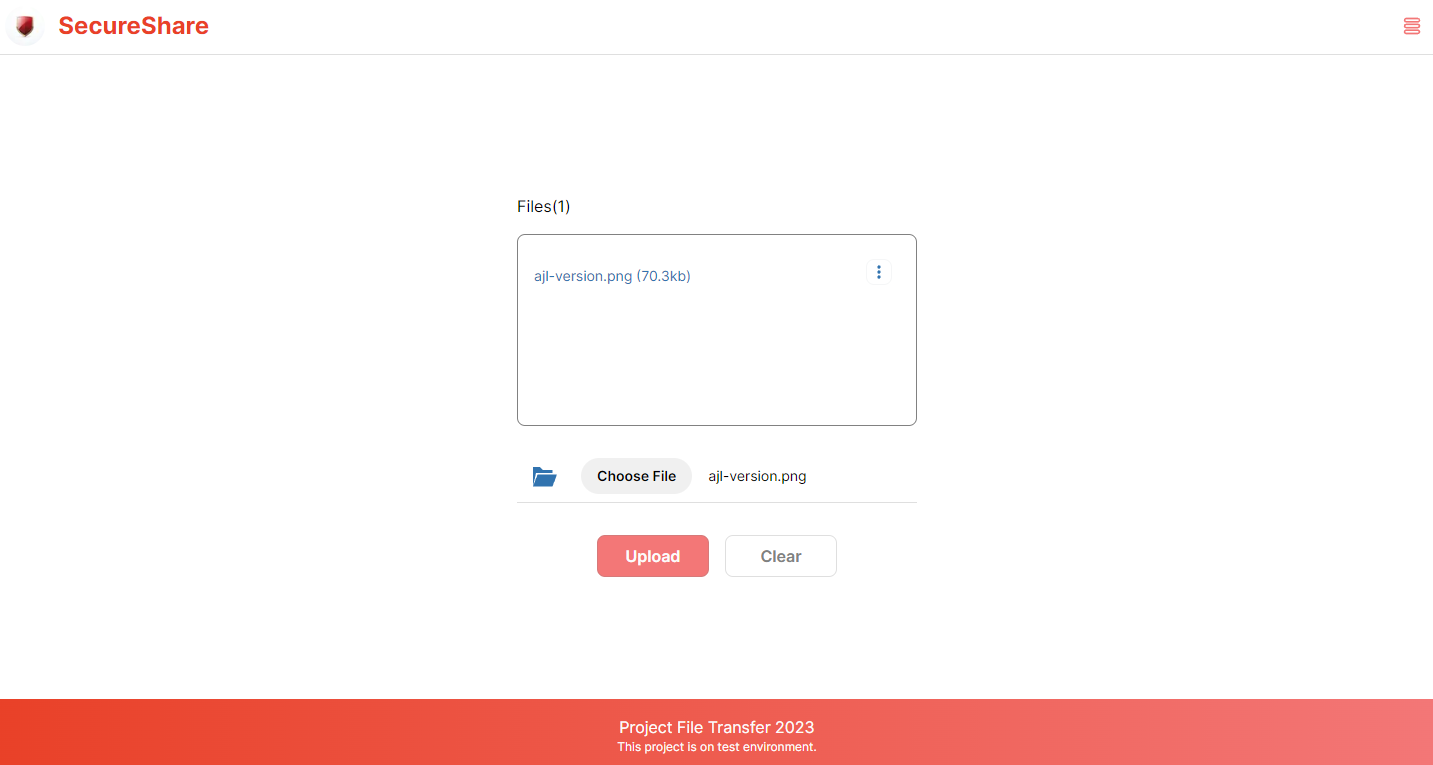 SecureShare
Files(1)
ajl-version.png (70.3kb)
Choose File ajl-version.png
Upload Clear
Project File Transfer 2023
This project is on test environment.